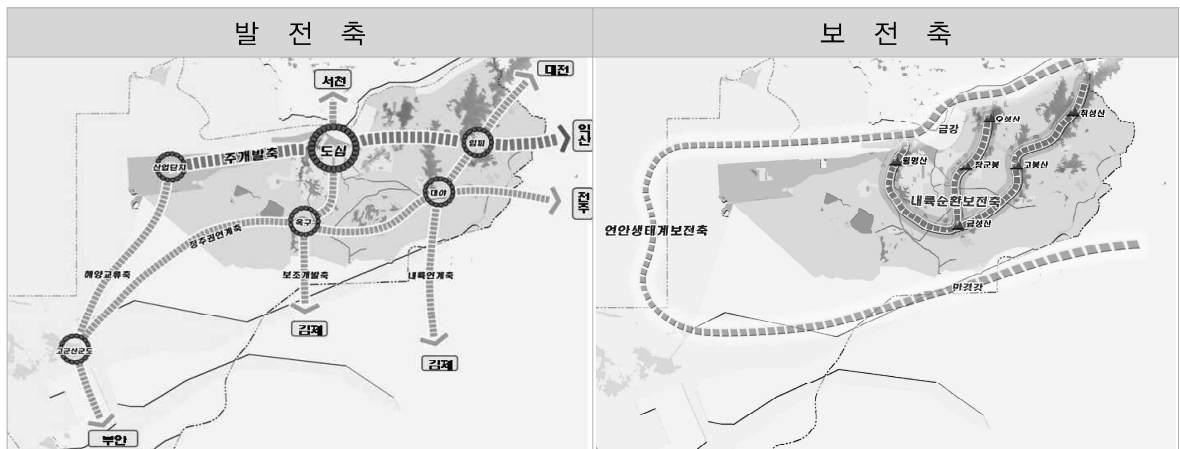 발 전 축
보 전 축
서천
대전
익산
전주
도심
임피
대야
옥구
산업단지
주개발축
정주권연계축
해양교류축
보조개발축
내륙연계축
고군산군도
김제
김제
부안
금강
오성산
취성산
월명산
장군봉
고봉산
내륙순환보전축
금성산
연안생태계보전축
만경강